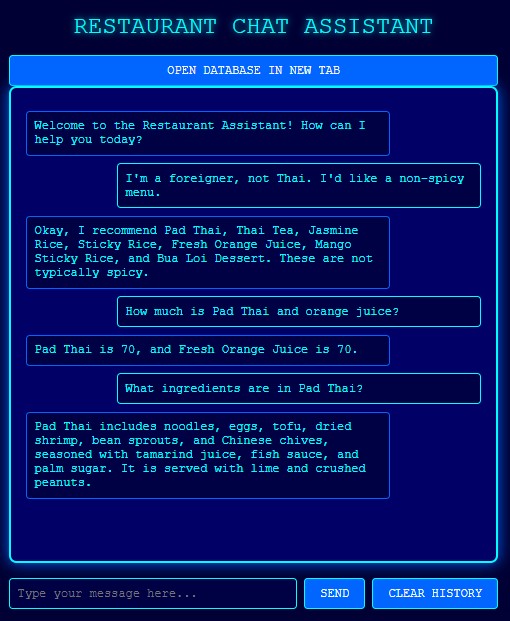 RESTAURANT CHAT ASSISTANT
OPEN DATABASE IN NEW TAB
Welcome to the Restaurant Assistant! How can I
help you today?
I'm a foreigner, not Thai. I'd like a non-spicy
menu.
Okay, I recommend Pad Thai, Thai Tea, Jasmine
Rice, Sticky Rice, Fresh Orange Juice, Mango
Sticky Rice, and Bua Loi Dessert. These are not
typically spicy.
How much is Pad Thai and orange juice?
Pad Thai is 70, and Fresh Orange Juice is 70.
What ingredients are in Pad Thai?
Pad Thai includes noodles, eggs, tofu, dried
shrimp, bean sprouts, and Chinese chives,
seasoned with tamarind juice, fish sauce, and
palm sugar. It is served with lime and crushed
peanuts.
Type your message here...
SEND
CLEAR HISTORY